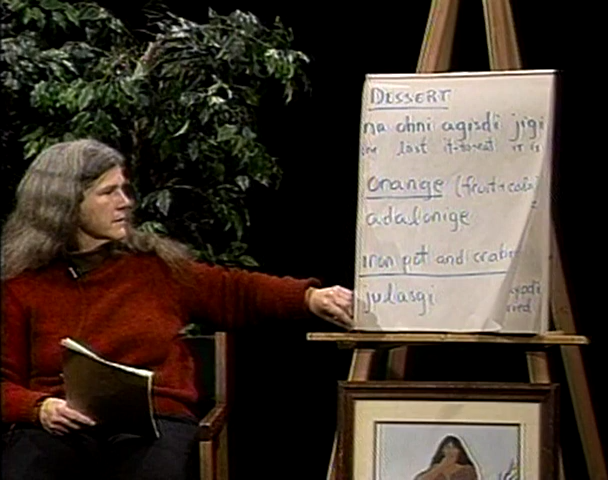 DESSERT
na ohni agisdi jigi
last it-to-eat it is
orange (fruit+color
adalonige
iron pot and crab
julasgi